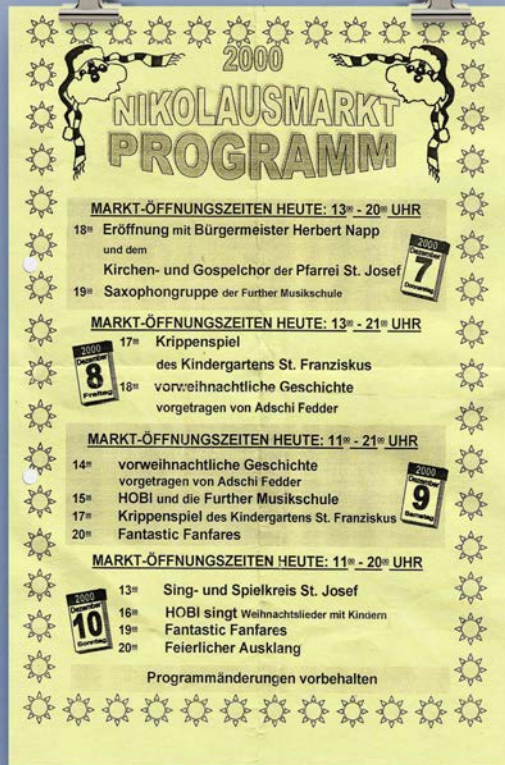 2000
NIKOLAUSMARKT
PROGRAMM
MARKT-ÖFFNUNGSZEITEN HEUTE: 13⁰⁰ - 20⁰⁰ UHR
18⁰⁰ Eröffnung mit Bürgermeister Herbert Napp
und dem
Kirchen- und Gospelchor der Pfarrei St. Josef
19⁰⁰ Saxophongruppe der Further Musikschule
2000
Dezember
7
Donnerstag
MARKT-ÖFFNUNGSZEITEN HEUTE: 13⁰⁰ - 21⁰⁰ UHR
2000
Dezember
8
Freitag
17⁰⁰ Krippenspiel
des Kindergartens St. Franziskus
18⁰⁰ vorweihnachtliche Geschichte
vorgetragen von Adschi Fedder
MARKT-ÖFFNUNGSZEITEN HEUTE: 11⁰⁰ - 21⁰⁰ UHR
14⁰⁰ vorweihnachtliche Geschichte
vorgetragen von Adschi Fedder
15⁰⁰ HOBI und die Further Musikschule
17⁰⁰ Krippenspiel des Kindergartens St. Franziskus
20⁰⁰ Fantastic Fanfares
2000
Dezember
9
Samstag
MARKT-ÖFFNUNGSZEITEN HEUTE: 11⁰⁰ - 20⁰⁰ UHR
2000
Dezember
10
Sonntag
13⁰⁰ Sing- und Spielkreis St. Josef
16⁰⁰ HOBI singt Weihnachtslieder mit Kindern
19⁰⁰ Fantastic Fanfares
20⁰⁰ Feierlicher Ausklang
Programmänderungen vorbehalten